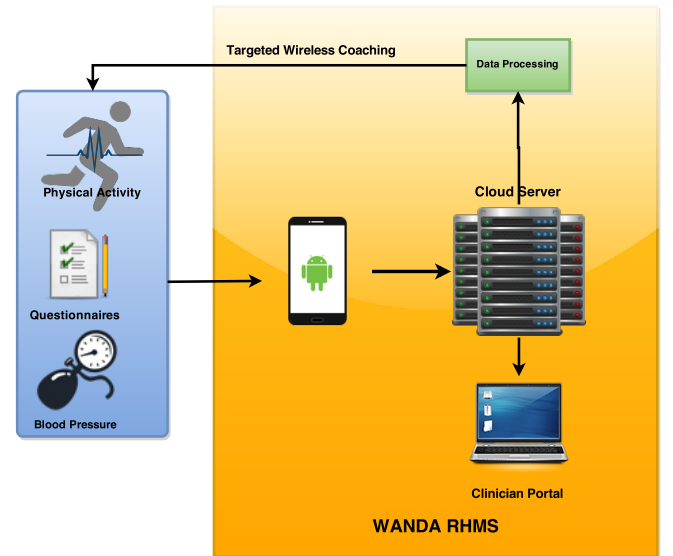 Targeted Wireless Coaching
Data Processing
Physical Activity
Cloud Server
Questionnaires
Blood Pressure
Clinician Portal
WANDA RHMS